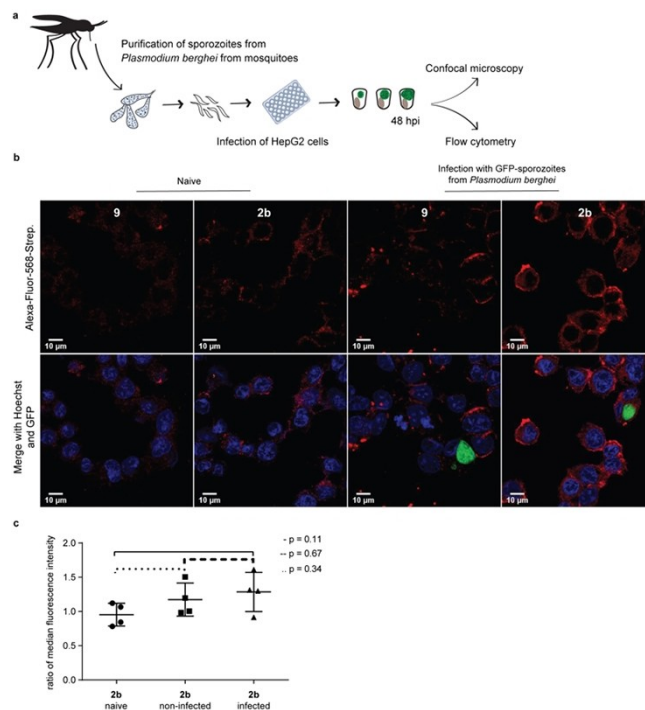 a
Purification of sporozoites from
Plasmodium berghei from mosquitoes
Confocal microscopy
48 hpi
Infection of HepG2 cells
Flow cytometry
b
Naive
Infection with GFP-sporozoites
from Plasmodium berghei
9
2b
9
2b
Alexa-Fluor-568-Strep.
10 µm
10 µm
10 µm
10 µm
Merge with Hoechst
and GFP
10 µm
10 µm
10 µm
10 µm
c
ratio of median fluorescence intensity
2.0
1.5
1.0
0.5
0.0
- p = 0.11
-- p = 0.67
.. p = 0.34
2b
naive
2b
non-infected
2b
infected